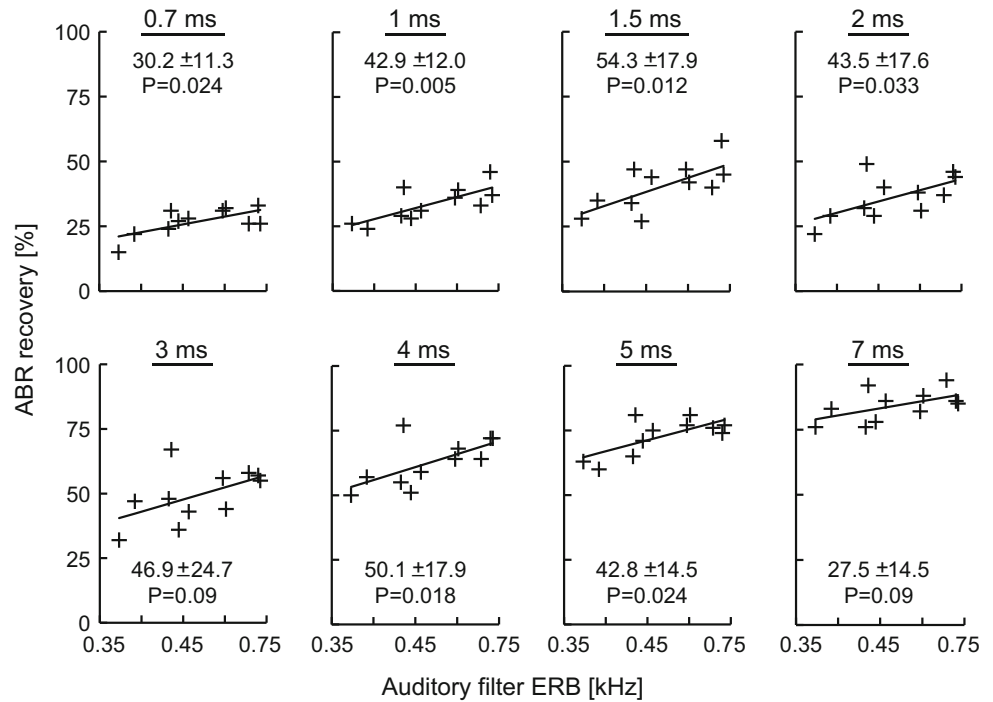 0.7 ms
1 ms
1.5 ms
2 ms
100
75
50
25
0
30.2 ±11.3
P=0.024
42.9 ±12.0
P=0.005
54.3 ±17.9
P=0.012
43.5 ±17.6
P=0.033
ABR recovery [%]
3 ms
4 ms
5 ms
7 ms
100
75
50
25
0
46.9 ±24.7
P=0.09
50.1 ±17.9
P=0.018
42.8 ±14.5
P=0.024
27.5 ±14.5
P=0.09
0.35 0.45 0.75
0.35 0.45 0.75
0.35 0.45 0.75
0.35 0.45 0.75
Auditory filter ERB [kHz]